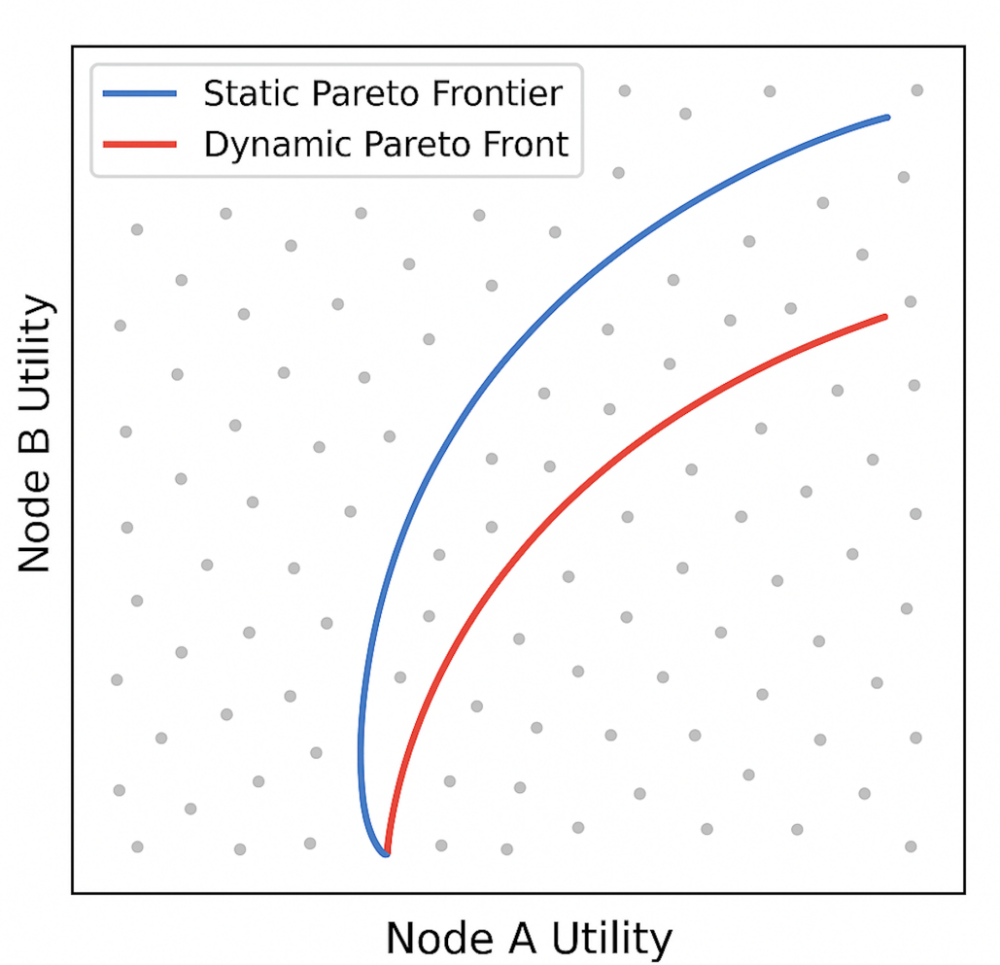 Static Pareto Frontier
Dynamic Pareto Front
Node B Utility
Node A Utility